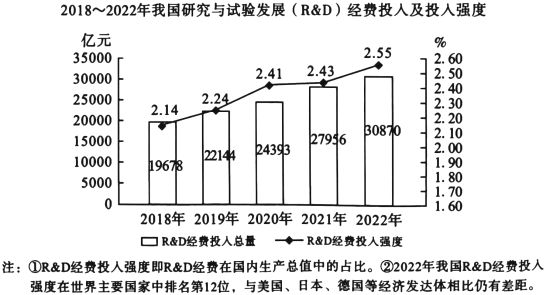 2018～2022年我国研究与试验发展（R&D）经费投入及投入强度
亿元 %
35000 2.60
30000 2.50
25000 2.40
20000 2.30
15000 2.20
10000 2.10
5000 2.00
0 1.90
1.80
1.70
1.60
2.14 2.24 2.41 2.43 2.55
19678 22144 24393 27956 30870
2018年 2019年 2020年 2021年 2022年
R&D经费投入总量 R&D经费投入强度
注：①R&D经费投入强度即R&D经费在国内生产总值中的占比。②2022年我国R&D经费投入
强度在世界主要国家中排名第12位，与美国、日本、德国等经济发达体相比仍有差距。